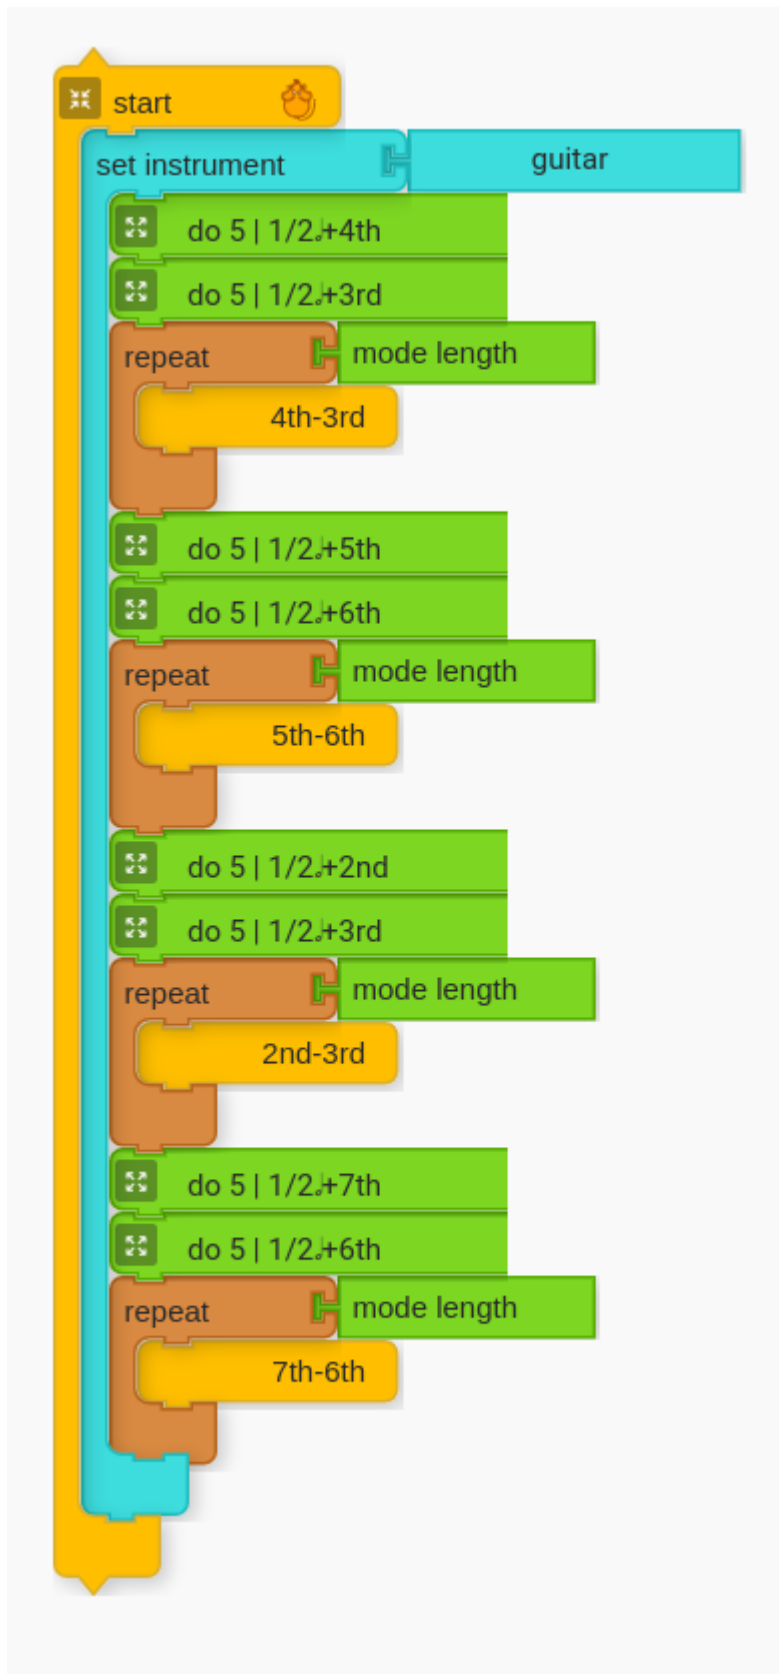 start
set instrument guitar
do 5 | 1/2♩+4th
do 5 | 1/2♩+3rd
repeat mode length
4th-3rd
do 5 | 1/2♩+5th
do 5 | 1/2♩+6th
repeat mode length
5th-6th
do 5 | 1/2♩+2nd
do 5 | 1/2♩+3rd
repeat mode length
2nd-3rd
do 5 | 1/2♩+7th
do 5 | 1/2♩+6th
repeat mode length
7th-6th